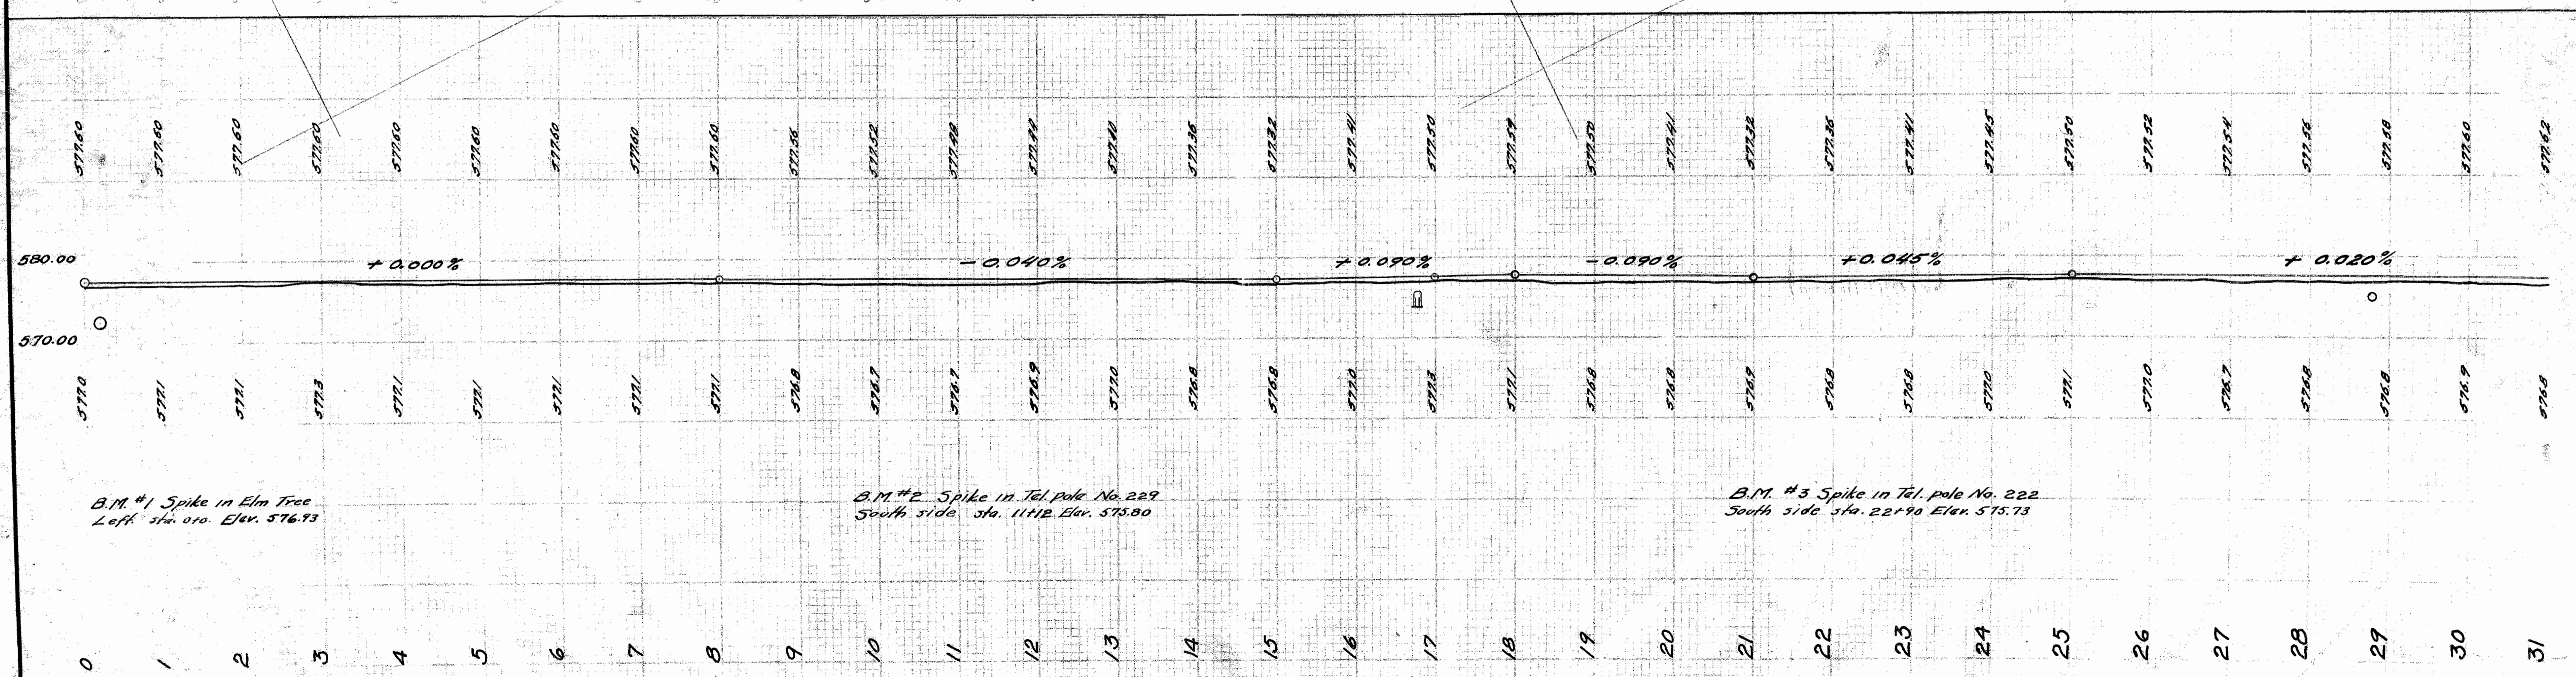 577.60 577.60 577.60 577.60 577.60 577.60 577.60 577.60 577.60 577.56 577.52 577.48 577.44 577.40 577.36 577.32 577.41 577.50 577.59 577.50 577.41 577.32 577.36 577.41 577.45 577.50 577.52 577.54 577.56 577.58 577.60 577.62
580.00
+ 0.000% - 0.040% + 0.090% - 0.090% + 0.045% + 0.020%
570.00
577.0 577.1 577.1 577.3 577.1 577.1 577.1 577.1 577.1 576.8 576.7 576.7 576.9 577.0 576.8 576.8 577.0 577.3 577.1 576.8 576.8 576.9 576.8 576.8 577.0 577.1 577.0 576.7 576.8 576.8 576.9 576.8
B.M. #1 Spike in Elm Tree
Left sta. 0+0 Elev. 576.93
B.M. #2 Spike in Tel. pole No. 229
South side sta. 11+12 Elev. 575.80
B.M. #3 Spike in Tel. pole No. 222
South side sta. 22+90 Elev. 575.73
0 1 2 3 4 5 6 7 8 9 10 11 12 13 14 15 16 17 18 19 20 21 22 23 24 25 26 27 28 29 30 31